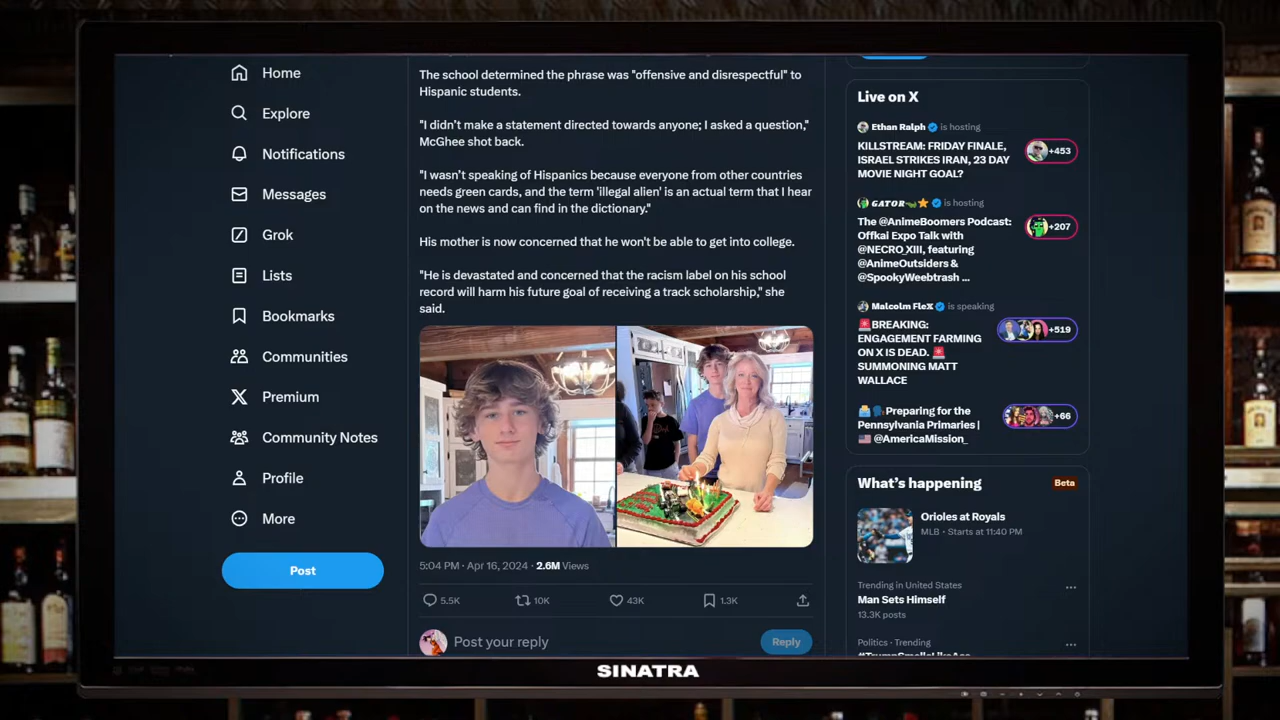 Home
Explore
Notifications
Messages
Grok
Lists
Bookmarks
Communities
Premium
Community Notes
Profile
More
Post
The school determined the phrase was "offensive and disrespectful" to
Hispanic students.
"I didn't make a statement directed towards anyone; I asked a question,"
McGhee shot back.
"I wasn't speaking of Hispanics because everyone from other countries
needs green cards, and the term 'illegal alien' is an actual term that I hear
on the news and can find in the dictionary."
His mother is now concerned that he won't be able to get into college.
"He is devastated and concerned that the racism label on his school
record will harm his future goal of receiving a track scholarship," she
said.
5:04 PM · Apr 16, 2024 · 2.6M Views
5.5K 10K 43K 1.3K
Post your reply
Reply
Live on X
Ethan Ralph is hosting
KILLSTREAM: FRIDAY FINALE,
ISRAEL STRIKES IRAN, 23 DAY
MOVIE NIGHT GOAL?
+453
GATOR is hosting
The @AnimeBoomers Podcast:
Offkai Expo Talk with
@NECRO XIII, featuring
@AnimeOutsiders &
@SpookyWeebtrash ...
+207
Malcolm FleX is speaking
🚨BREAKING:
ENGAGEMENT FARMING
ON X IS DEAD. 🚨
SUMMONING MATT
WALLACE
+519
Preparing for the
Pennsylvania Primaries |
🇺🇸 @AmericaMission_
+66
What's happening
Beta
Orioles at Royals
MLB · Starts at 11:40 PM
Trending in United States
Man Sets Himself
13.3K posts
Politics · Trending
SINATRA